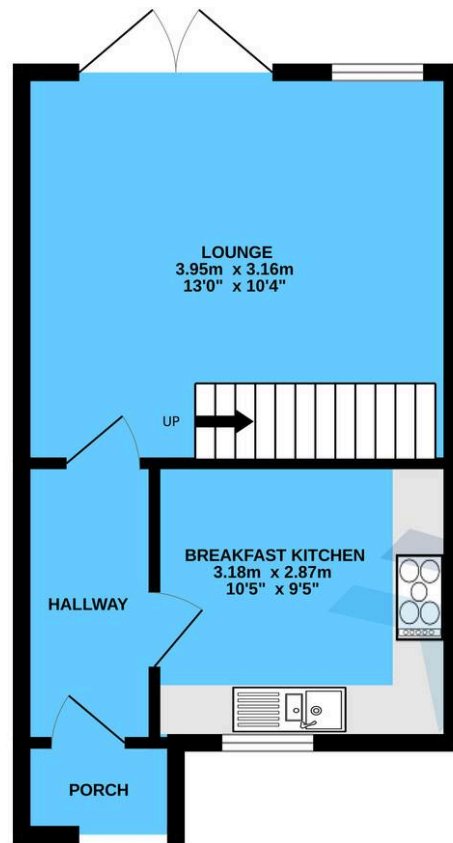 LOUNGE
3.95m x 3.16m
13'0" x 10'4"
UP
BREAKFAST KITCHEN
3.18m x 2.87m
10'5" x 9'5"
HALLWAY
PORCH